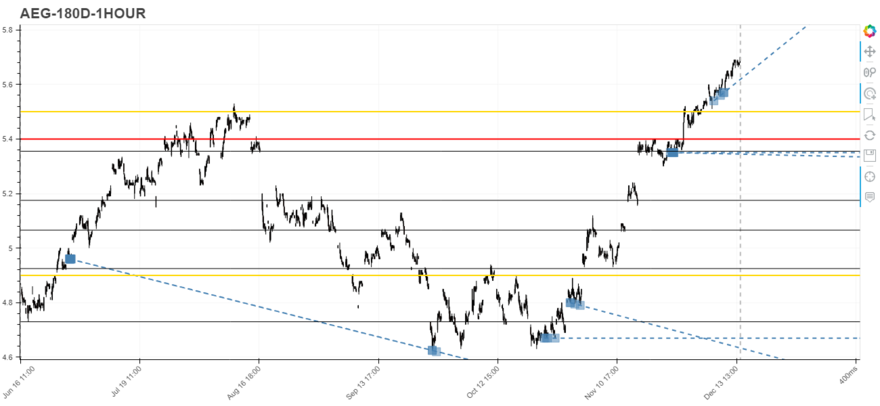 AEG-180D-1HOUR
5.8
5.6
5.4
5.2
5
4.8
4.6
Jun 16 11:00
Jul 19 11:00
Aug 16 18:00
Sep 13 17:00
Oct 12 15:00
Nov 10 17:00
Dec 13 13:00
400ms